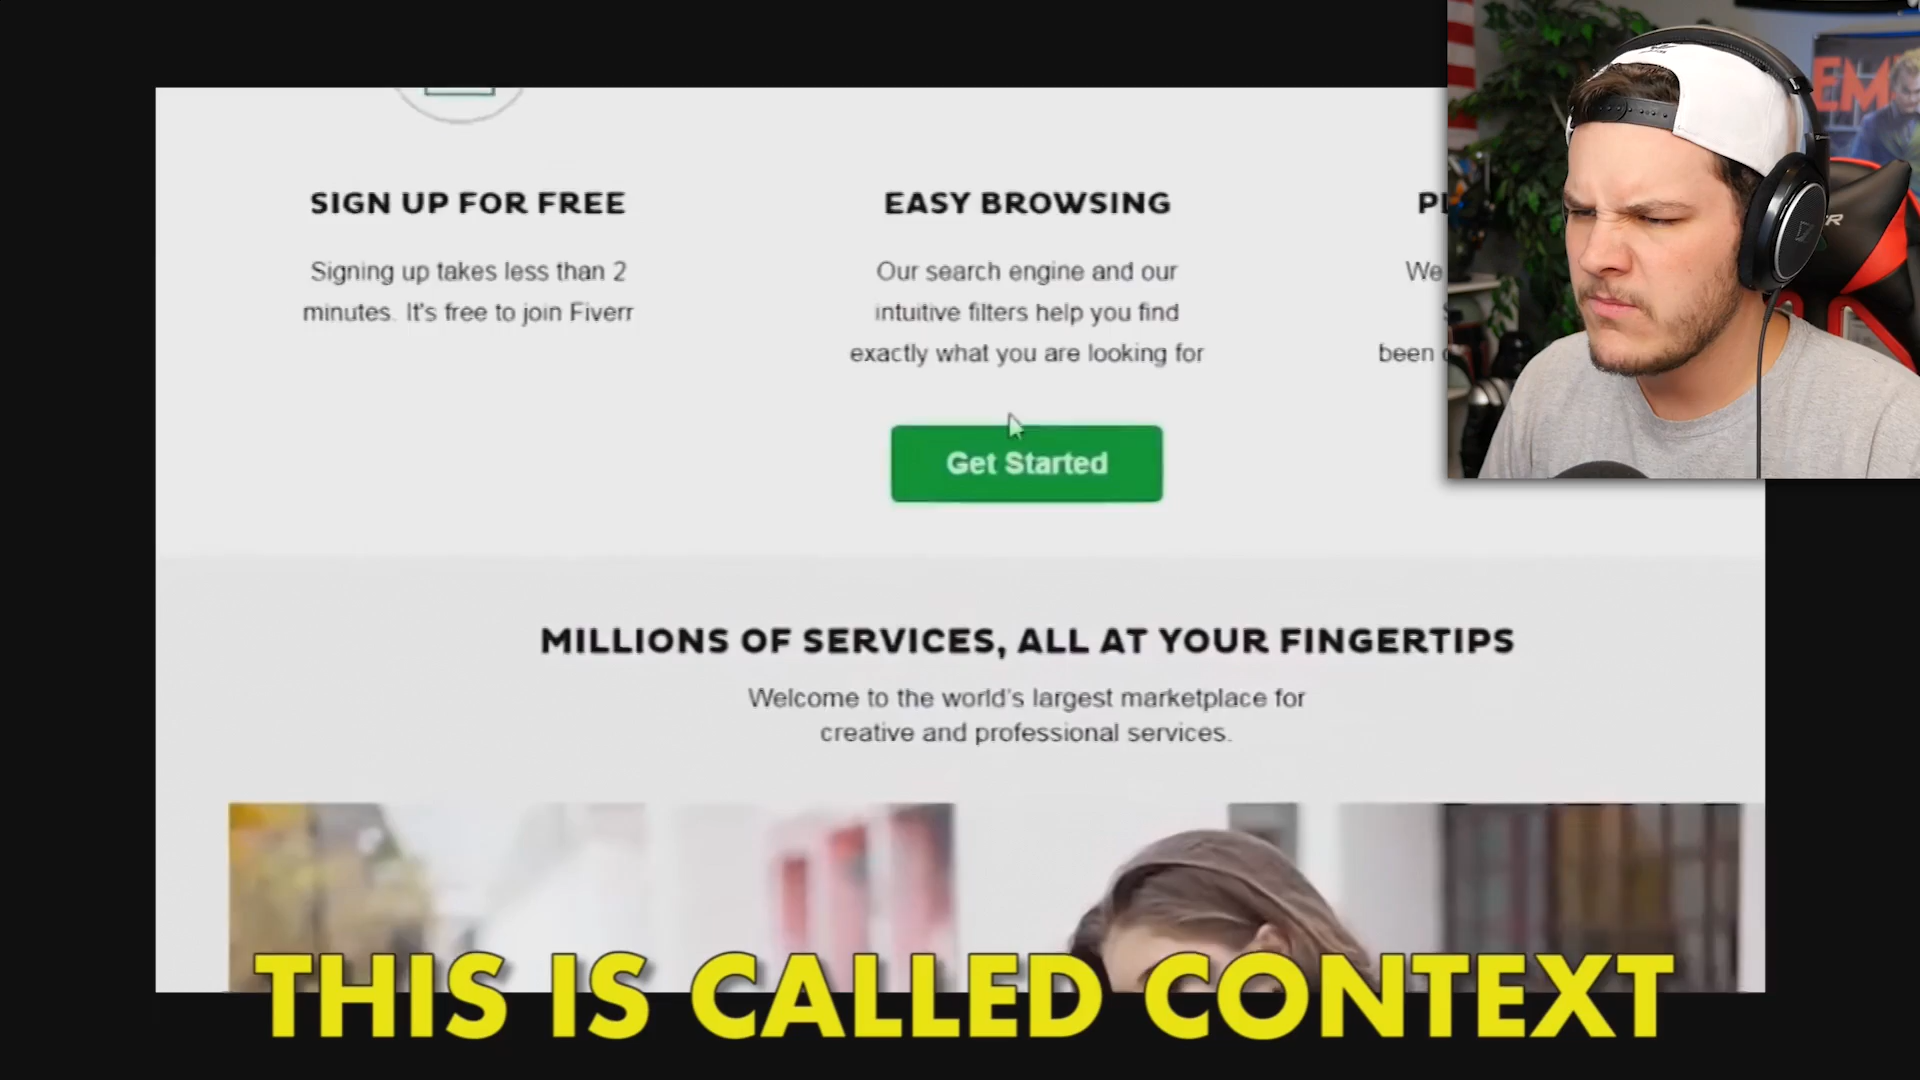 SIGN UP FOR FREE
Signing up takes less than 2
minutes. It's free to join Fiverr
EASY BROWSING
Our search engine and our
intuitive filters help you find
exactly what you are looking for
We
been
Get Started
MILLIONS OF SERVICES, ALL AT YOUR FINGERTIPS
Welcome to the world's largest marketplace for
creative and professional services.
THIS IS CALLED CONTEXT